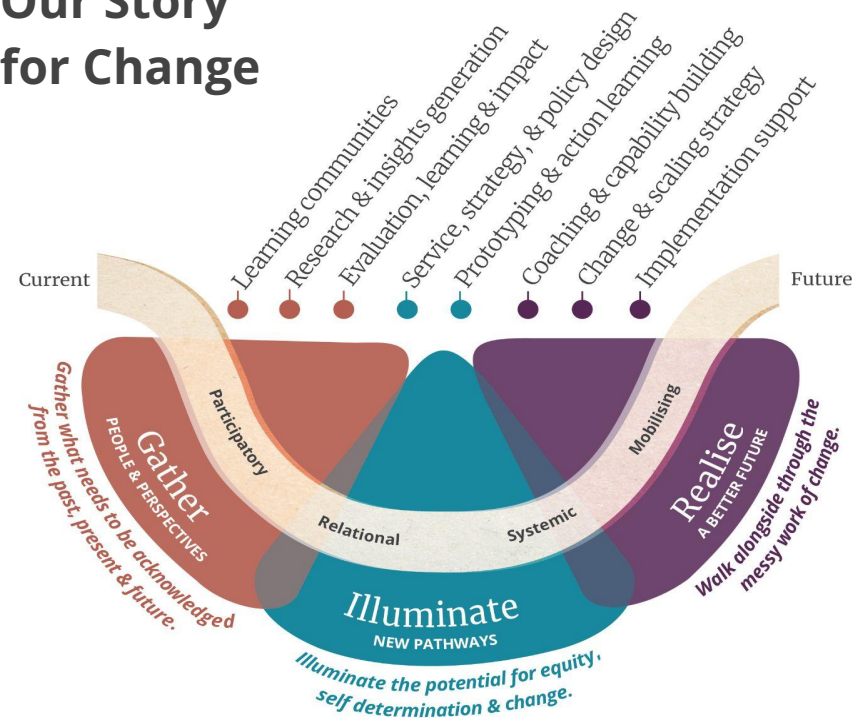 Our Story
for Change
Learning communities
Research & insights generation
Evaluation, learning & impact
Service, strategy, & policy design
Prototyping & action learning
Coaching & capability building
Change & scaling strategy
Implementation support
Current
Future
Participatory
Relational
Systemic
Mobilising
Gather
PEOPLE & PERSPECTIVES
Gather what needs to be acknowledged
from the past, present & future.
Illuminate
NEW PATHWAYS
Illuminate the potential for equity,
self determination & change.
Realise
A BETTER FUTURE
Walk alongside through the
messy work of change.